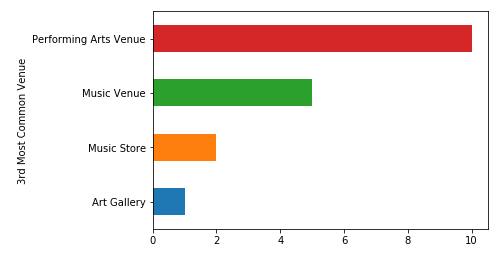 3rd Most Common Venue
Performing Arts Venue
Music Venue
Music Store
Art Gallery
0 2 4 6 8 10